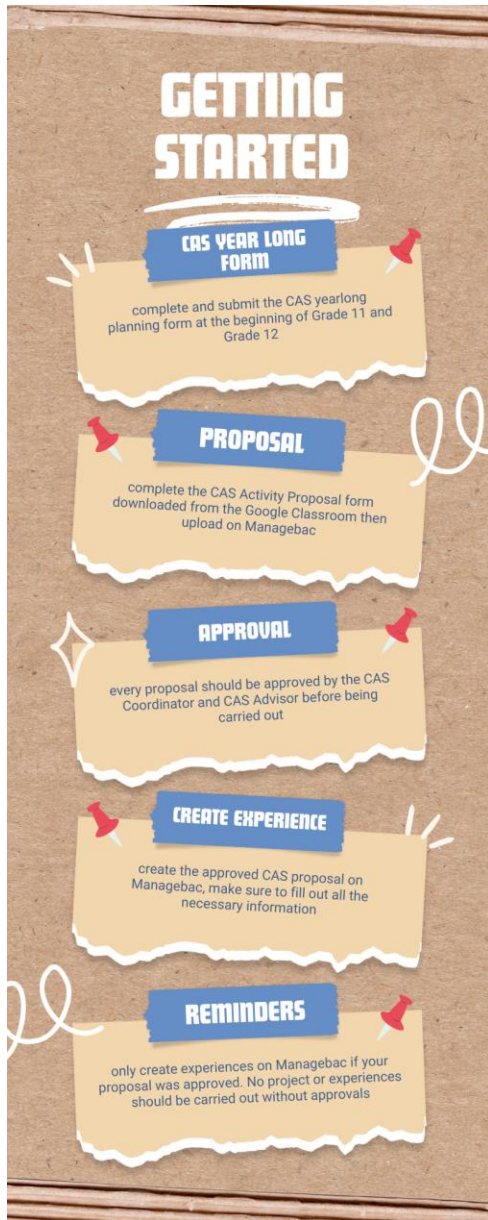 GETTING
STARTED
CAS YEAR LONG
FORM
complete and submit the CAS yearlong
planning form at the beginning of Grade 11 and
Grade 12
PROPOSAL
complete the CAS Activity Proposal form
downloaded from the Google Classroom then
upload on Managebac
APPROVAL
every proposal should be approved by the CAS
Coordinator and CAS Advisor before being
carried out
CREATE EXPERIENCE
create the approved CAS proposal on
Managebac, make sure to fill out all the
necessary information
REMINDERS
only create experiences on Managebac if your
proposal was approved. No project or experiences
should be carried out without approvals